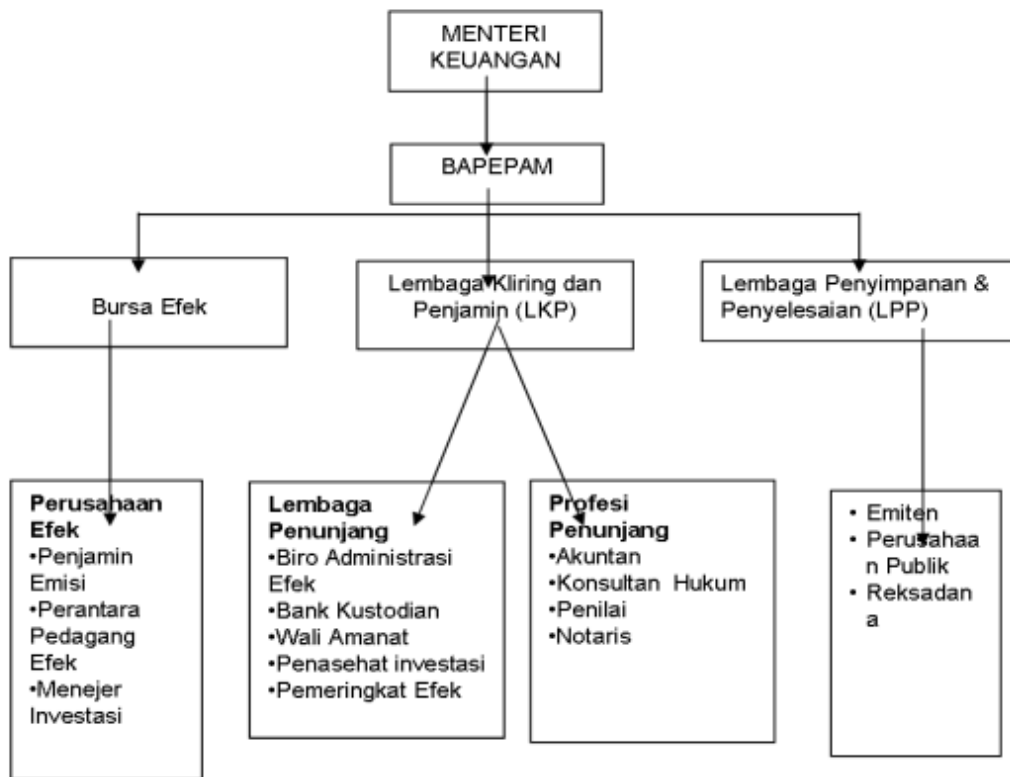 MENTERI
KEUANGAN
BAPEPAM
Bursa Efek
Lembaga Kliring dan
Penjamin (LKP)
Lembaga Penyimpanan &
Penyelesaian (LPP)
Perusahaan
Efek
•Penjamin
Emisi
•Perantara
Pedagang
Efek
•Menejer
Investasi
Lembaga
Penunjang
•Biro Administrasi
Efek
•Bank Kustodian
•Wali Amanat
•Penasehat investasi
•Pemeringkat Efek
Profesi
Penunjang
•Akuntan
•Konsultan Hukum
•Penilai
•Notaris
• Emiten
• Perusahaa
n Publik
• Reksadan
a